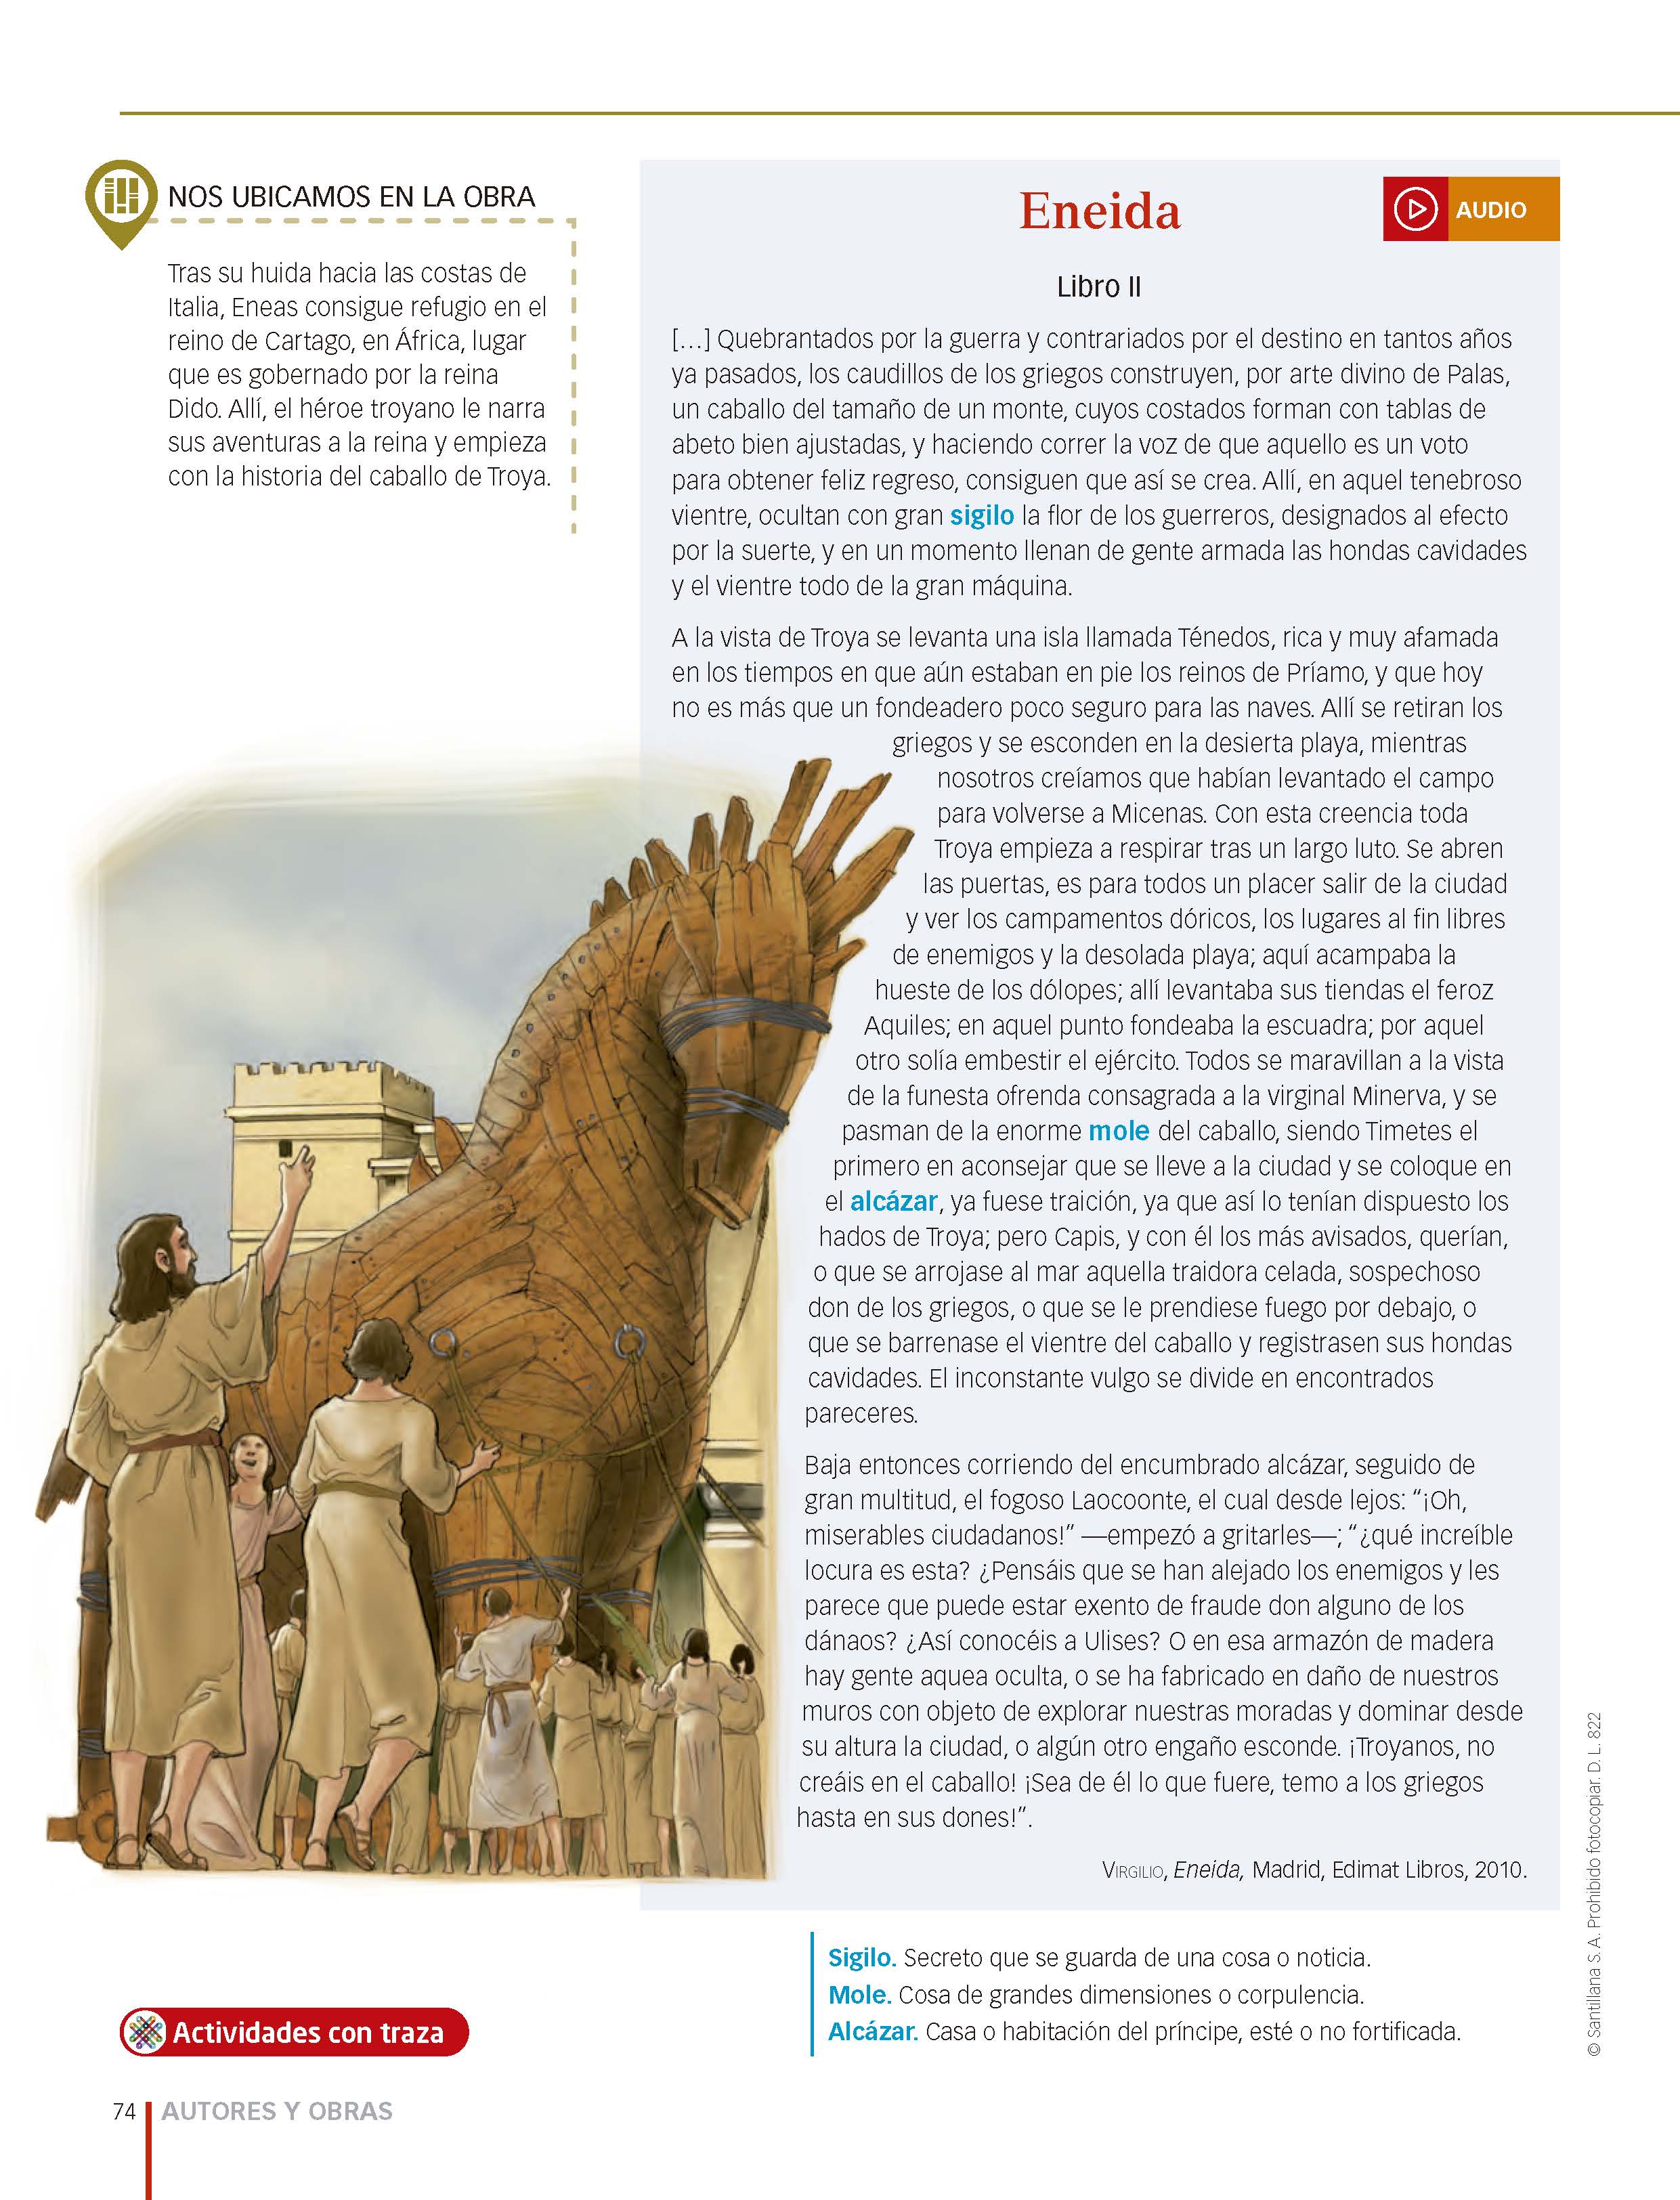 NOS UBICAMOS EN LA OBRA
Tras su huida hacia las costas de
Italia, Eneas consigue refugio en el
reino de Cartago, en África, lugar
que es gobernado por la reina
Dido. Allí, el héroe troyano le narra
sus aventuras a la reina y empieza
con la historia del caballo de Troya.
Eneida
AUDIO
Libro II
[…] Quebrantados por la guerra y contrariados por el destino en tantos años
ya pasados, los caudillos de los griegos construyen, por arte divino de Palas,
un caballo del tamaño de un monte, cuyos costados forman con tablas de
abeto bien ajustadas, y haciendo correr la voz de que aquello es un voto
para obtener feliz regreso, consiguen que así se crea. Allí, en aquel tenebroso
vientre, ocultan con gran sigilo la flor de los guerreros, designados al efecto
por la suerte, y en un momento llenan de gente armada las hondas cavidades
y el vientre todo de la gran máquina.
A la vista de Troya se levanta una isla llamada Ténedos, rica y muy afamada
en los tiempos en que aún estaban en pie los reinos de Príamo, y que hoy
no es más que un fondeadero poco seguro para las naves. Allí se retiran los
griegos y se esconden en la desierta playa, mientras
nosotros creíamos que habían levantado el campo
para volverse a Micenas. Con esta creencia toda
Troya empieza a respirar tras un largo luto. Se abren
las puertas, es para todos un placer salir de la ciudad
y ver los campamentos dóricos, los lugares al fin libres
de enemigos y la desolada playa; aquí acampaba la
hueste de los dólopes; allí levantaba sus tiendas el feroz
Aquiles; en aquel punto fondeaba la escuadra; por aquel
otro solía embestir el ejército. Todos se maravillan a la vista
de la funesta ofrenda consagrada a la virginal Minerva, y se
pasman de la enorme mole del caballo, siendo Timetes el
primero en aconsejar que se lleve a la ciudad y se coloque en
el alcázar, ya fuese traición, ya que así lo tenían dispuesto los
hados de Troya; pero Capis, y con él los más avisados, querían,
o que se arrojase al mar aquella traidora celada, sospechoso
don de los griegos, o que se le prendiese fuego por debajo, o
que se barrenase el vientre del caballo y registrasen sus hondas
cavidades. El inconstante vulgo se divide en encontrados
pareceres.
Baja entonces corriendo del encumbrado alcázar, seguido de
gran multitud, el fogoso Laocoonte, el cual desde lejos: “¡Oh,
miserables ciudadanos!” —empezó a gritarles—; “¿qué increíble
locura es esta? ¿Pensáis que se han alejado los enemigos y les
parece que puede estar exento de fraude don alguno de los
dánaos? ¿Así conocéis a Ulises? O en esa armazón de madera
hay gente aquea oculta, o se ha fabricado en daño de nuestros
muros con objeto de explorar nuestras moradas y dominar desde
su altura la ciudad, o algún otro engaño esconde. ¡Troyanos, no
creáis en el caballo! ¡Sea de él lo que fuere, temo a los griegos
hasta en sus dones!”.
VIRGILIO, Eneida, Madrid, Edimat Libros, 2010.
Sigilo. Secreto que se guarda de una cosa o noticia.
Mole. Cosa de grandes dimensiones o corpulencia.
Alcázar. Casa o habitación del príncipe, esté o no fortificada.
Actividades con traza
74
AUTORES Y OBRAS
© Santillana S. A. Prohibido fotocopiar. D. L. 822